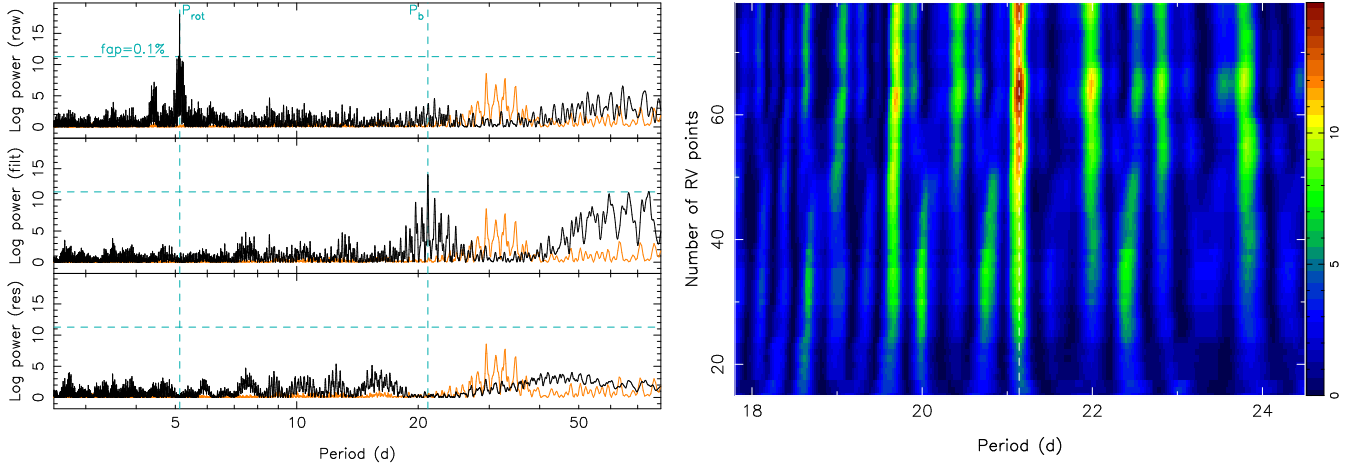 P_rot P_b
fap=0.1%
Log power (raw)
0 5 10 15
Log power (filt)
0 5 10 15
Log power (res)
0 5 10 15
5 10 20 50
Period (d)
Number of RV points
20 40 60
18 20 22 24
Period (d)
0 5 10